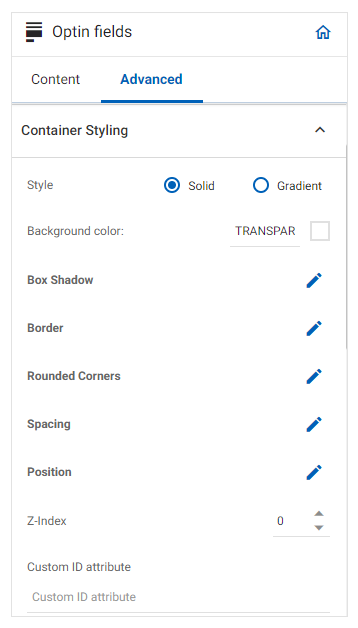 Optin fields
Content Advanced
Container Styling
Style Solid Gradient
Background color: TRANSPAR
Box Shadow
Border
Rounded Corners
Spacing
Position
Z-Index 0
Custom ID attribute
Custom ID attribute